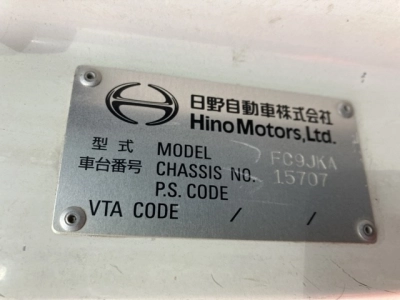 日野自動車株式会社
Hino Motors, Ltd.
型式 MODEL FC9JKA
車台番号 CHASSIS NO. 15707
P.S. CODE
VTA CODE / /